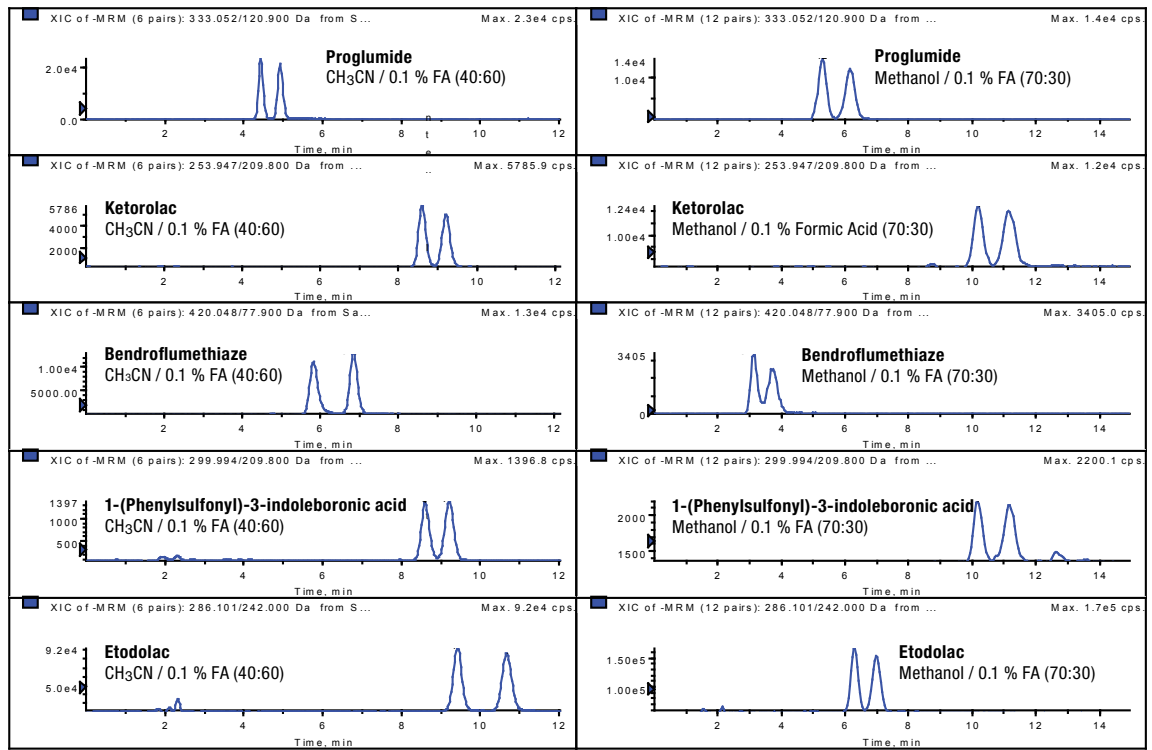 XIC of -MRM (6 pairs): 333.052/120.900 Da from S... Max. 2.3e4 cps.
Proglumide
CH3CN / 0.1 % FA (40:60)
2.0e4
0.0
n
t
e
..
2 4 6 8 10 12
Time, min
XIC of -MRM (12 pairs): 333.052/120.900 Da from ... Max. 1.4e4 cps.
Proglumide
Methanol / 0.1 % FA (70:30)
1.4e4
1.0e4
2 4 6 8 10 12 14
Time, min
XIC of -MRM (6 pairs): 253.947/209.800 Da from ... Max. 5785.9 cps.
Ketorolac
CH3CN / 0.1 % FA (40:60)
5786
4000
2000
2 4 6 8 10 12
Time, min
XIC of -MRM (12 pairs): 253.947/209.800 Da from ... Max. 1.2e4 cps.
Ketorolac
Methanol / 0.1 % Formic Acid (70:30)
1.24e4
1.00e4
2 4 6 8 10 12 14
Time, min
XIC of -MRM (6 pairs): 420.048/77.900 Da from Sa... Max. 1.3e4 cps.
Bendroflumethiaze
CH3CN / 0.1 % FA (40:60)
1.00e4
5000.00
2 4 6 8 10 12
Time, min
XIC of -MRM (12 pairs): 420.048/77.900 Da from ... Max. 3405.0 cps.
Bendroflumethiaze
Methanol / 0.1 % FA (70:30)
3405
0
2 4 6 8 10 12 14
Time, min
XIC of -MRM (6 pairs): 299.994/209.800 Da from ... Max. 1396.8 cps.
1-(Phenylsulfonyl)-3-indoleboronic acid
CH3CN / 0.1 % FA (40:60)
1397
1000
500
2 4 6 8 10 12
Time, min
XIC of -MRM (12 pairs): 299.994/209.800 Da from ... Max. 2200.1 cps.
1-(Phenylsulfonyl)-3-indoleboronic acid
Methanol / 0.1 % FA (70:30)
2000
1500
2 4 6 8 10 12 14
Time, min
XIC of -MRM (6 pairs): 286.101/242.000 Da from S... Max. 9.2e4 cps.
Etodolac
CH3CN / 0.1 % FA (40:60)
9.2e4
5.0e4
2 4 6 8 10 12
Time, min
XIC of -MRM (12 pairs): 286.101/242.000 Da from ... Max. 1.7e5 cps.
Etodolac
Methanol / 0.1 % FA (70:30)
1.50e5
1.00e5
2 4 6 8 10 12 14
Time, min